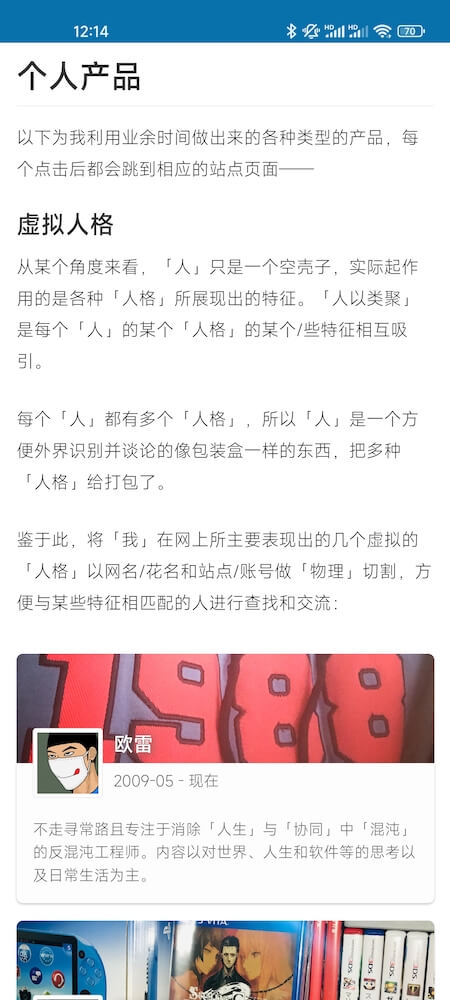 12:14
HD HD 70
个人产品
以下为我利用业余时间做出来的各种类型的产品，每
个点击后都会跳到相应的站点页面——
虚拟人格
从某个角度来看，「人」只是一个空壳子，实际起作
用的是各种「人格」所展现出的特征。「人以类聚」
是每个「人」的某个「人格」的某个/些特征相互吸
引。
每个「人」都有多个「人格」，所以「人」是一个方
便外界识别并谈论的像包装盒一样的东西，把多种
「人格」给打包了。
鉴于此，将「我」在网上所主要表现出的几个虚拟的
「人格」以网名/花名和站点/账号做「物理」切割，方
便与某些特征相匹配的人进行查找和交流：
1988
欧雷
2009-05 - 现在
不走寻常路且专注于消除「人生」与「协同」中「混沌」
的反混沌工程师。内容以对世界、人生和软件等的思考以
及日常生活为主。